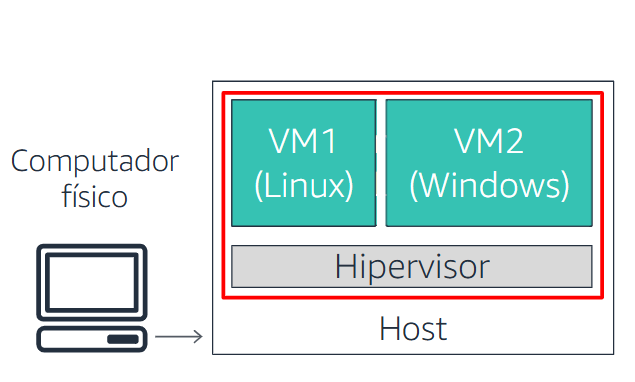 Computador
físico
VM1
(Linux)
VM2
(Windows)
Hipervisor
Host